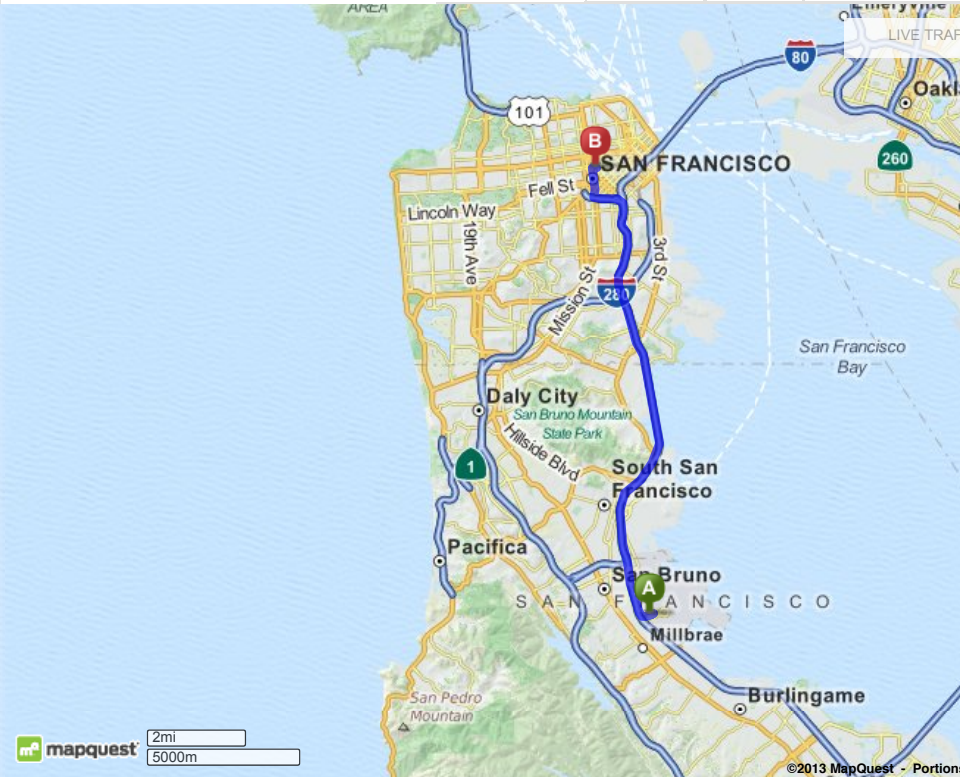 AREA
Emeryville
LIVE TRAF
80
Oakl
101
B
SAN FRANCISCO
260
Fell St
Lincoln Way
19th Ave
3rd St
Mission St
280
San Francisco
Bay
Daly City
San Bruno Mountain
State Park
Hillside Blvd
1
South San
Francisco
Pacifica
San Bruno
A
SAN FRANCISCO
Millbrae
San Pedro
Mountain
Burlingame
mapquest
2mi
5000m
©2013 MapQuest - Portions